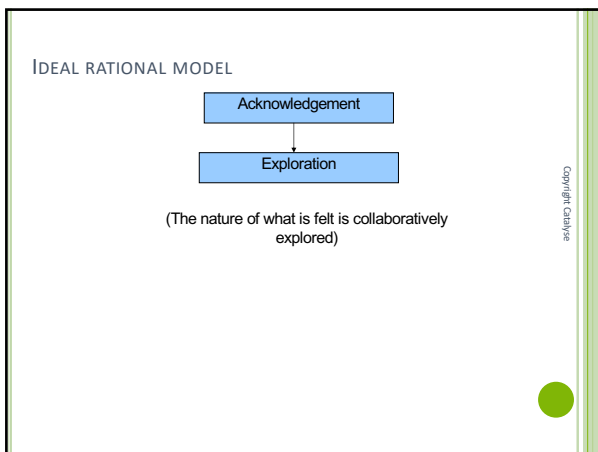 IDEAL RATIONAL MODEL
Acknowledgement
Exploration
(The nature of what is felt is collaboratively
explored)
Copyright Catalyse